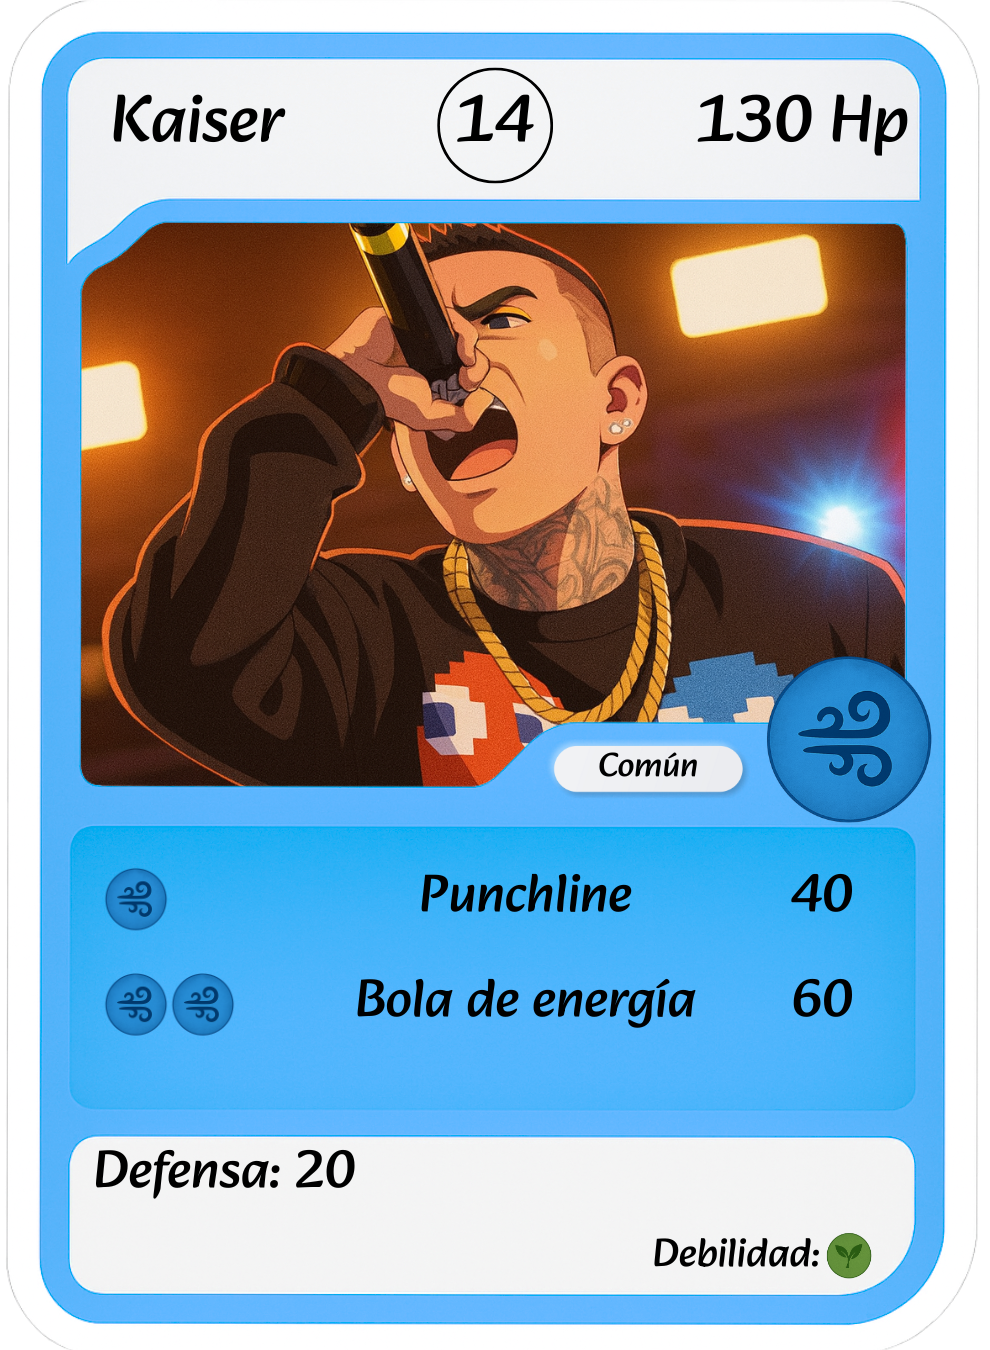 Kaiser 14 130 Hp
Común
Punchline 40
Bola de energía 60
Defensa: 20
Debilidad: